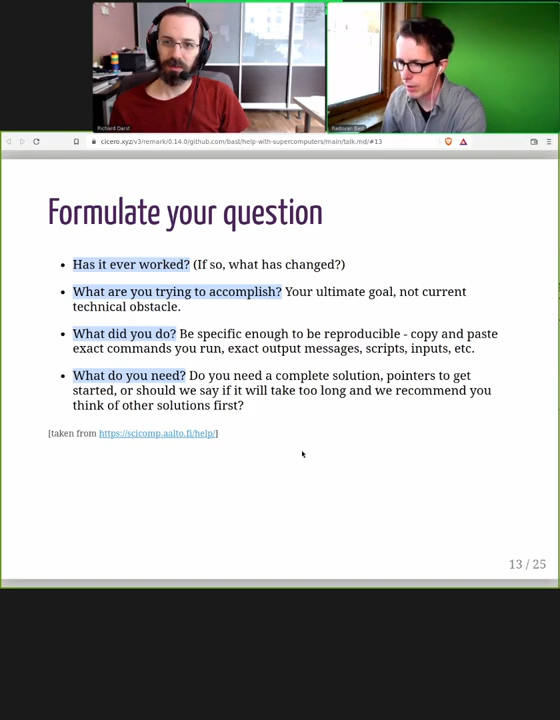 Richard Darst
Radovan Bast
cicero.xyz/v3/remark/0.14.0/github.com/bast/help-with-supercomputers/main/talk.md/#13
Formulate your question
• Has it ever worked? (If so, what has changed?)
• What are you trying to accomplish? Your ultimate goal, not current
technical obstacle.
• What did you do? Be specific enough to be reproducible - copy and paste
exact commands you run, exact output messages, scripts, inputs, etc.
• What do you need? Do you need a complete solution, pointers to get
started, or should we say if it will take too long and we recommend you
think of other solutions first?
[taken from https://scicomp.aalto.fi/help/]
13 / 25